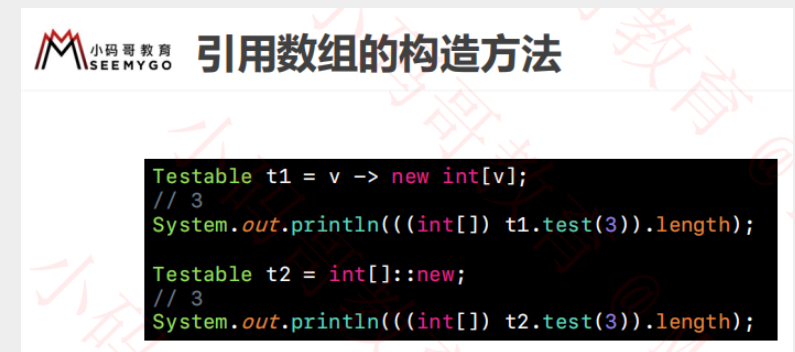 小码哥教育
SEEMYGO
引用数组的构造方法
Testable t1 = v -> new int[v];
// 3
System.out.println(((int[]) t1.test(3)).length);
Testable t2 = int[]::new;
// 3
System.out.println(((int[]) t2.test(3)).length);